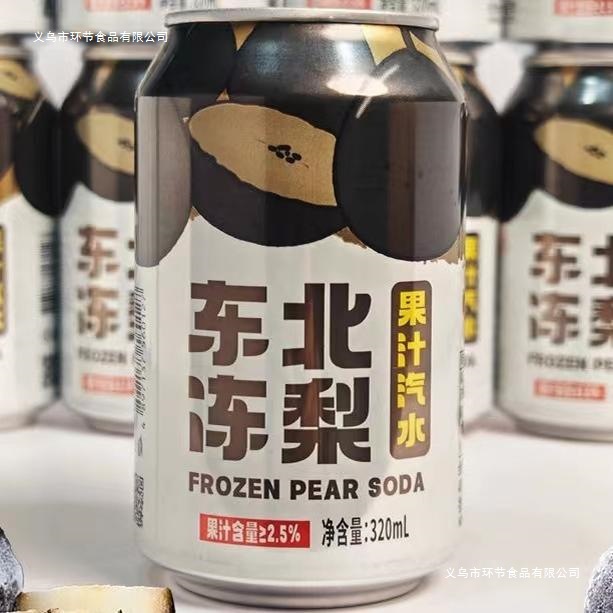 义乌市环节食品有限公司
东北
冻梨
果汁汽水
FROZEN PEAR SODA
果汁含量≥2.5%
净含量:320mL
义乌市环节食品有限公司